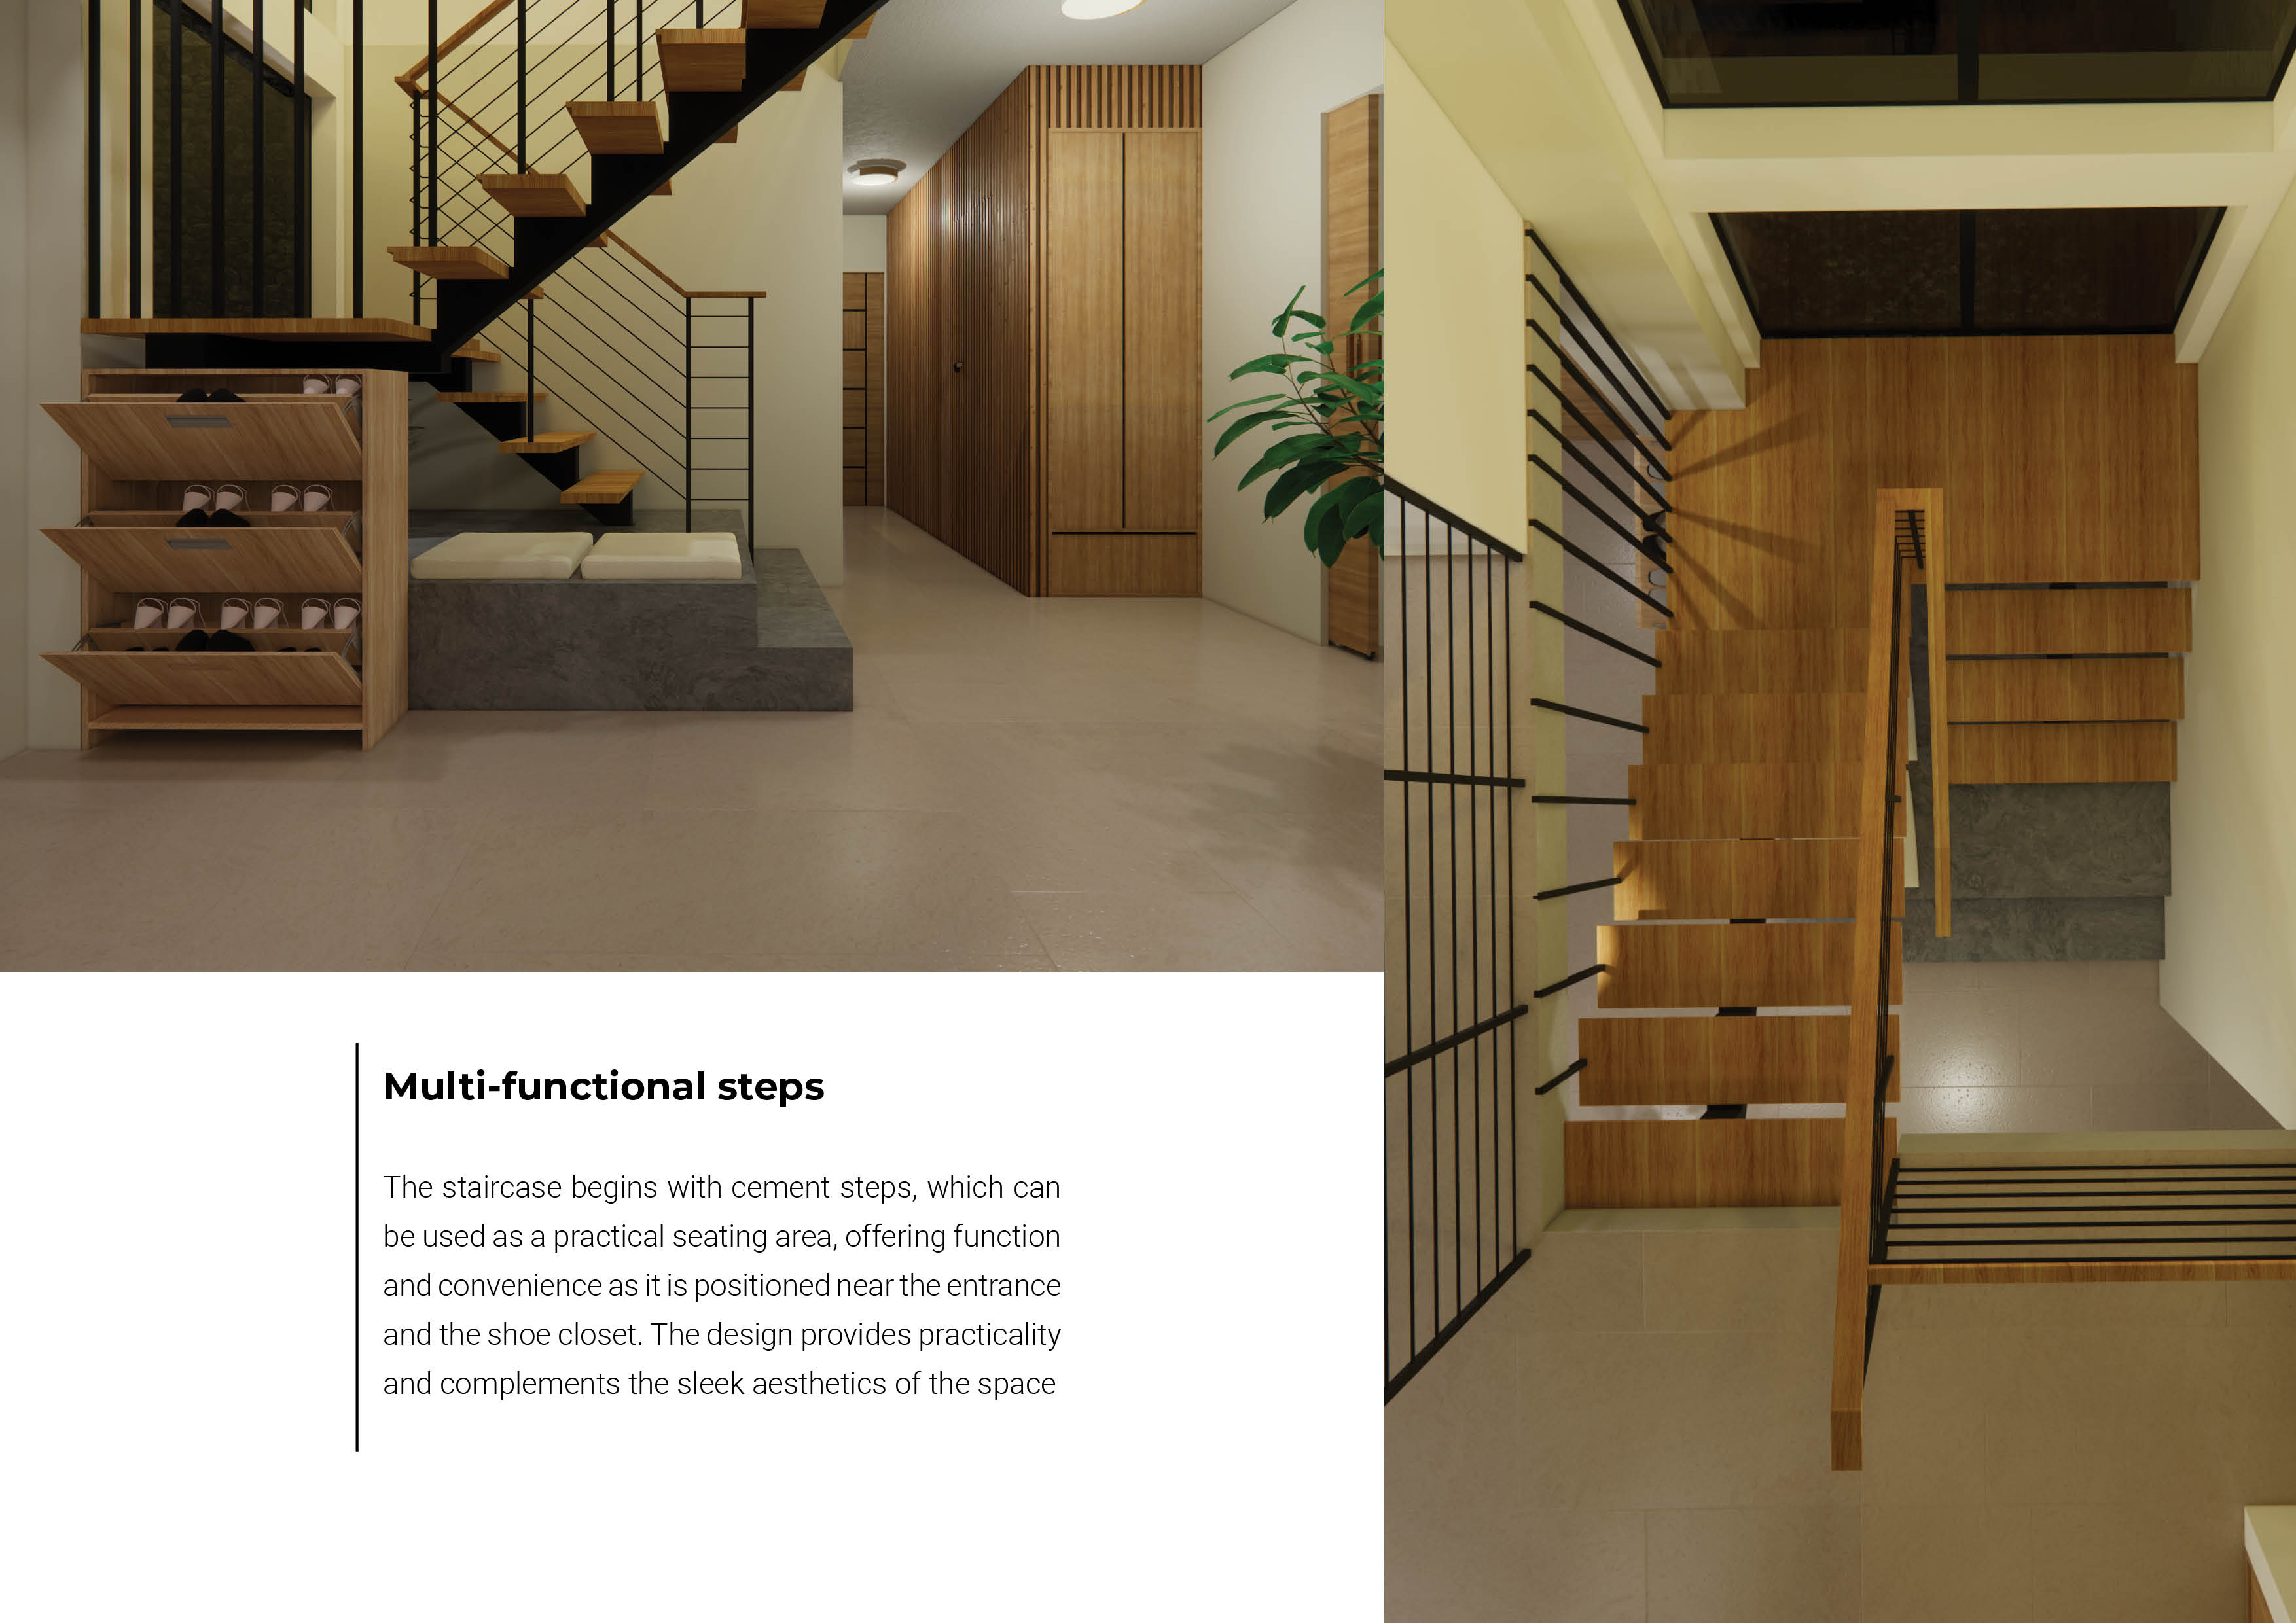 Multi-functional steps
The staircase begins with cement steps, which can
be used as a practical seating area, offering function
and convenience as it is positioned near the entrance
and the shoe closet. The design provides practicality
and complements the sleek aesthetics of the space